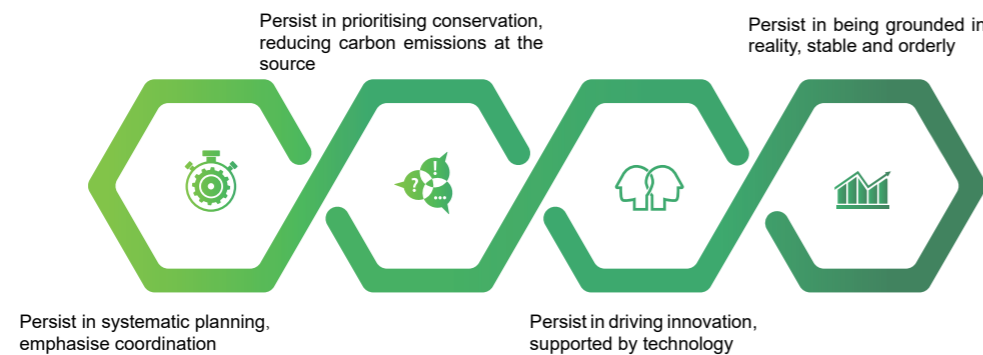 Persist in prioritising conservation,
reducing carbon emissions at the
source
Persist in being grounded in
reality, stable and orderly
!
?
...
Persist in systematic planning,
emphasise coordination
Persist in driving innovation,
supported by technology